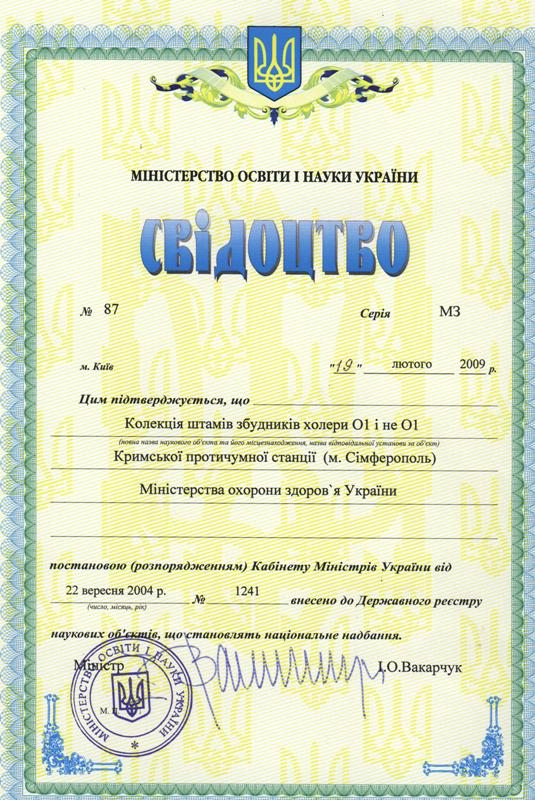 МІНІСТЕРСТВО ОСВІТИ І НАУКИ УКРАЇНИ
СВІДОЦТВО
№ 87 Серія МЗ
м. Київ "19" лютого 2009 р.
Цим підтверджується, що
Колекція штамів збудників холери О1 і не О1
(повна назва наукового об'єкта та його місцезнаходження, назва відповідальної установи за об'єкт)
Кримської протичумної станції (м. Сімферополь)
Міністерства охорони здоров`я України
постановою (розпорядженням) Кабінету Міністрів України від
22 вересня 2004 р. № 1241 внесено до Державного реєстру
(число, місяць, рік)
наукових об'єктів, що становлять національне надбання.
Міністр І.О.Вакарчук
М. П
МІНІСТЕРСТВО ОСВІТИ І НАУКИ УКРАЇНИ